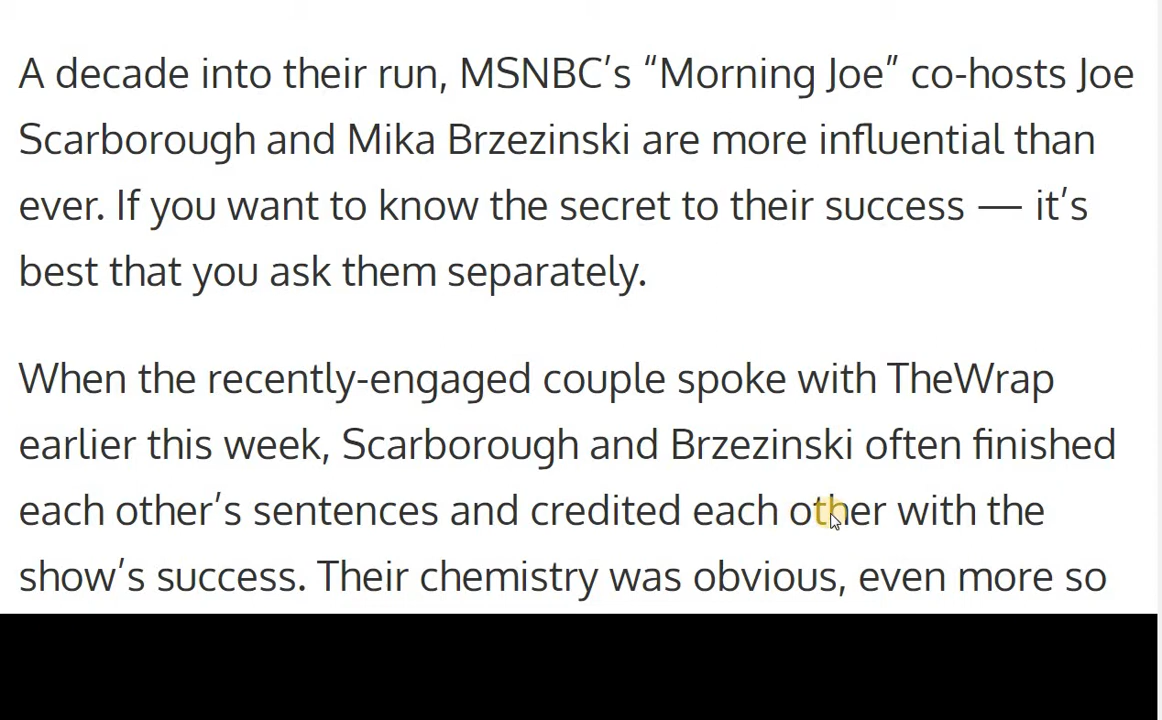 A decade into their run, MSNBC’s “Morning Joe” co-hosts Joe
Scarborough and Mika Brzezinski are more influential than
ever. If you want to know the secret to their success — it’s
best that you ask them separately.
When the recently-engaged couple spoke with TheWrap
earlier this week, Scarborough and Brzezinski often finished
each other’s sentences and credited each other with the
show’s success. Their chemistry was obvious, even more so